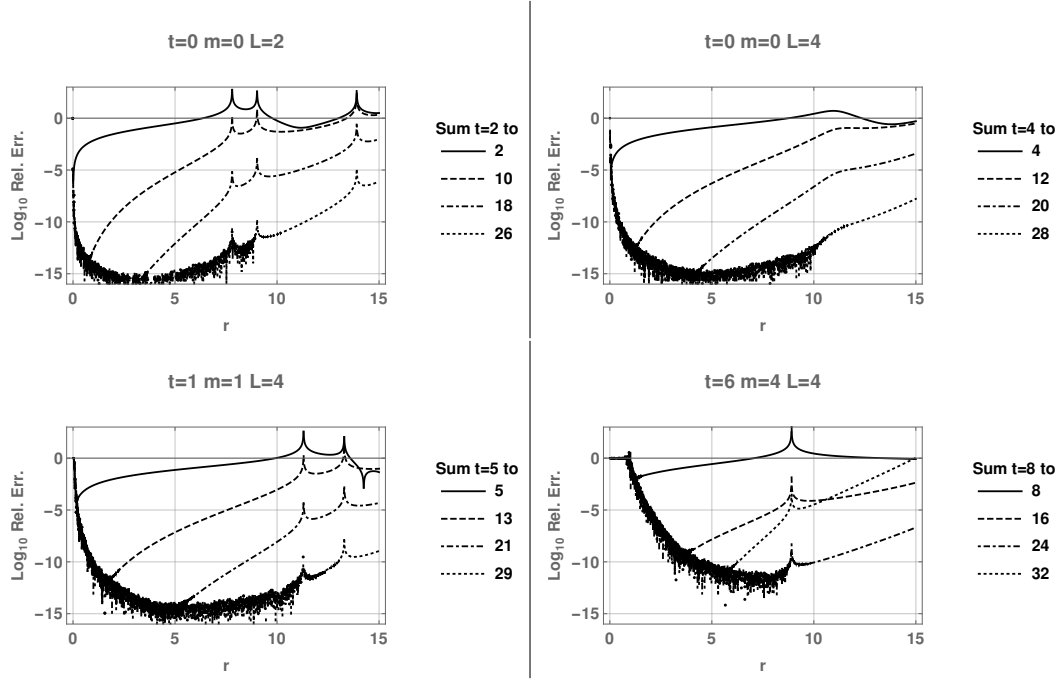 t=0 m=0 L=2
Log10 Rel. Err.
0
−5
−10
−15
0 5 10 15
r
Sum t=2 to
2
10
18
26
t=0 m=0 L=4
Log10 Rel. Err.
0
−5
−10
−15
0 5 10 15
r
Sum t=4 to
4
12
20
28
t=1 m=1 L=4
Log10 Rel. Err.
0
−5
−10
−15
0 5 10 15
r
Sum t=5 to
5
13
21
29
t=6 m=4 L=4
Log10 Rel. Err.
0
−5
−10
−15
0 5 10 15
r
Sum t=8 to
8
16
24
32